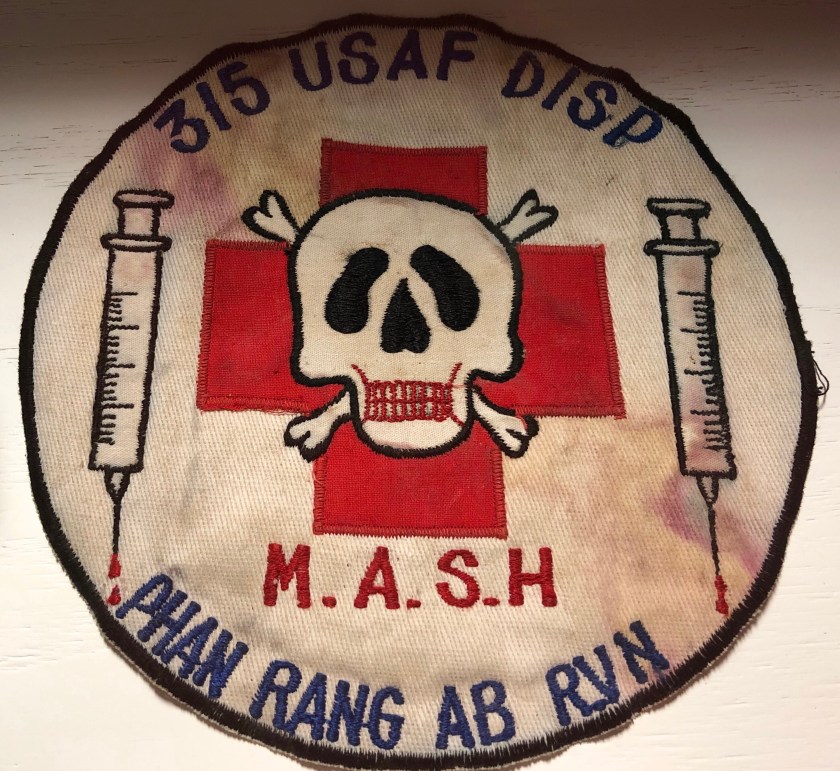 315 USAF DISP
M.A.S.H
PHAN RANG AB RVN